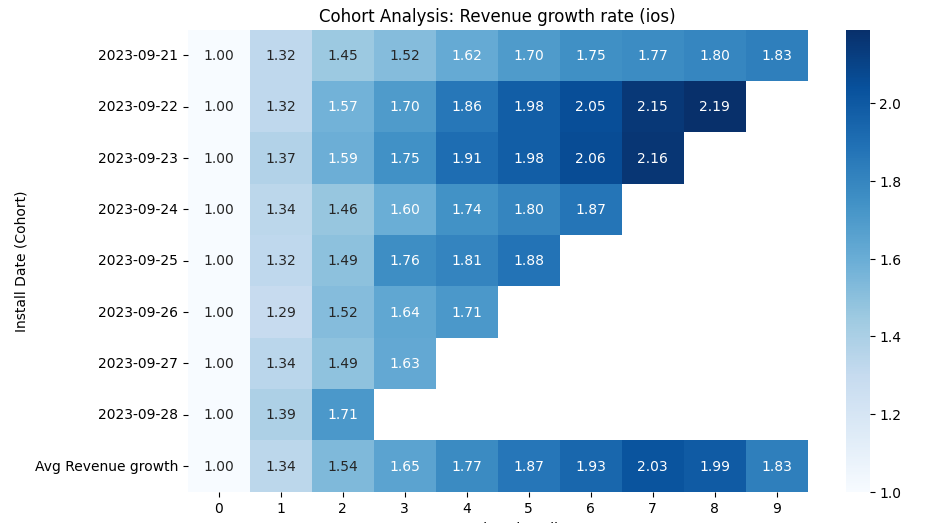 Cohort Analysis: Revenue growth rate (ios)
Install Date (Cohort)
2023-09-21 1.00 1.32 1.45 1.52 1.62 1.70 1.75 1.77 1.80 1.83
2023-09-22 1.00 1.32 1.57 1.70 1.86 1.98 2.05 2.15 2.19
2023-09-23 1.00 1.37 1.59 1.75 1.91 1.98 2.06 2.16
2023-09-24 1.00 1.34 1.46 1.60 1.74 1.80 1.87
2023-09-25 1.00 1.32 1.49 1.76 1.81 1.88
2023-09-26 1.00 1.29 1.52 1.64 1.71
2023-09-27 1.00 1.34 1.49 1.63
2023-09-28 1.00 1.39 1.71
Avg Revenue growth 1.00 1.34 1.54 1.65 1.77 1.87 1.93 2.03 1.99 1.83
0 1 2 3 4 5 6 7 8 9
2.0
1.8
1.6
1.4
1.2
1.0